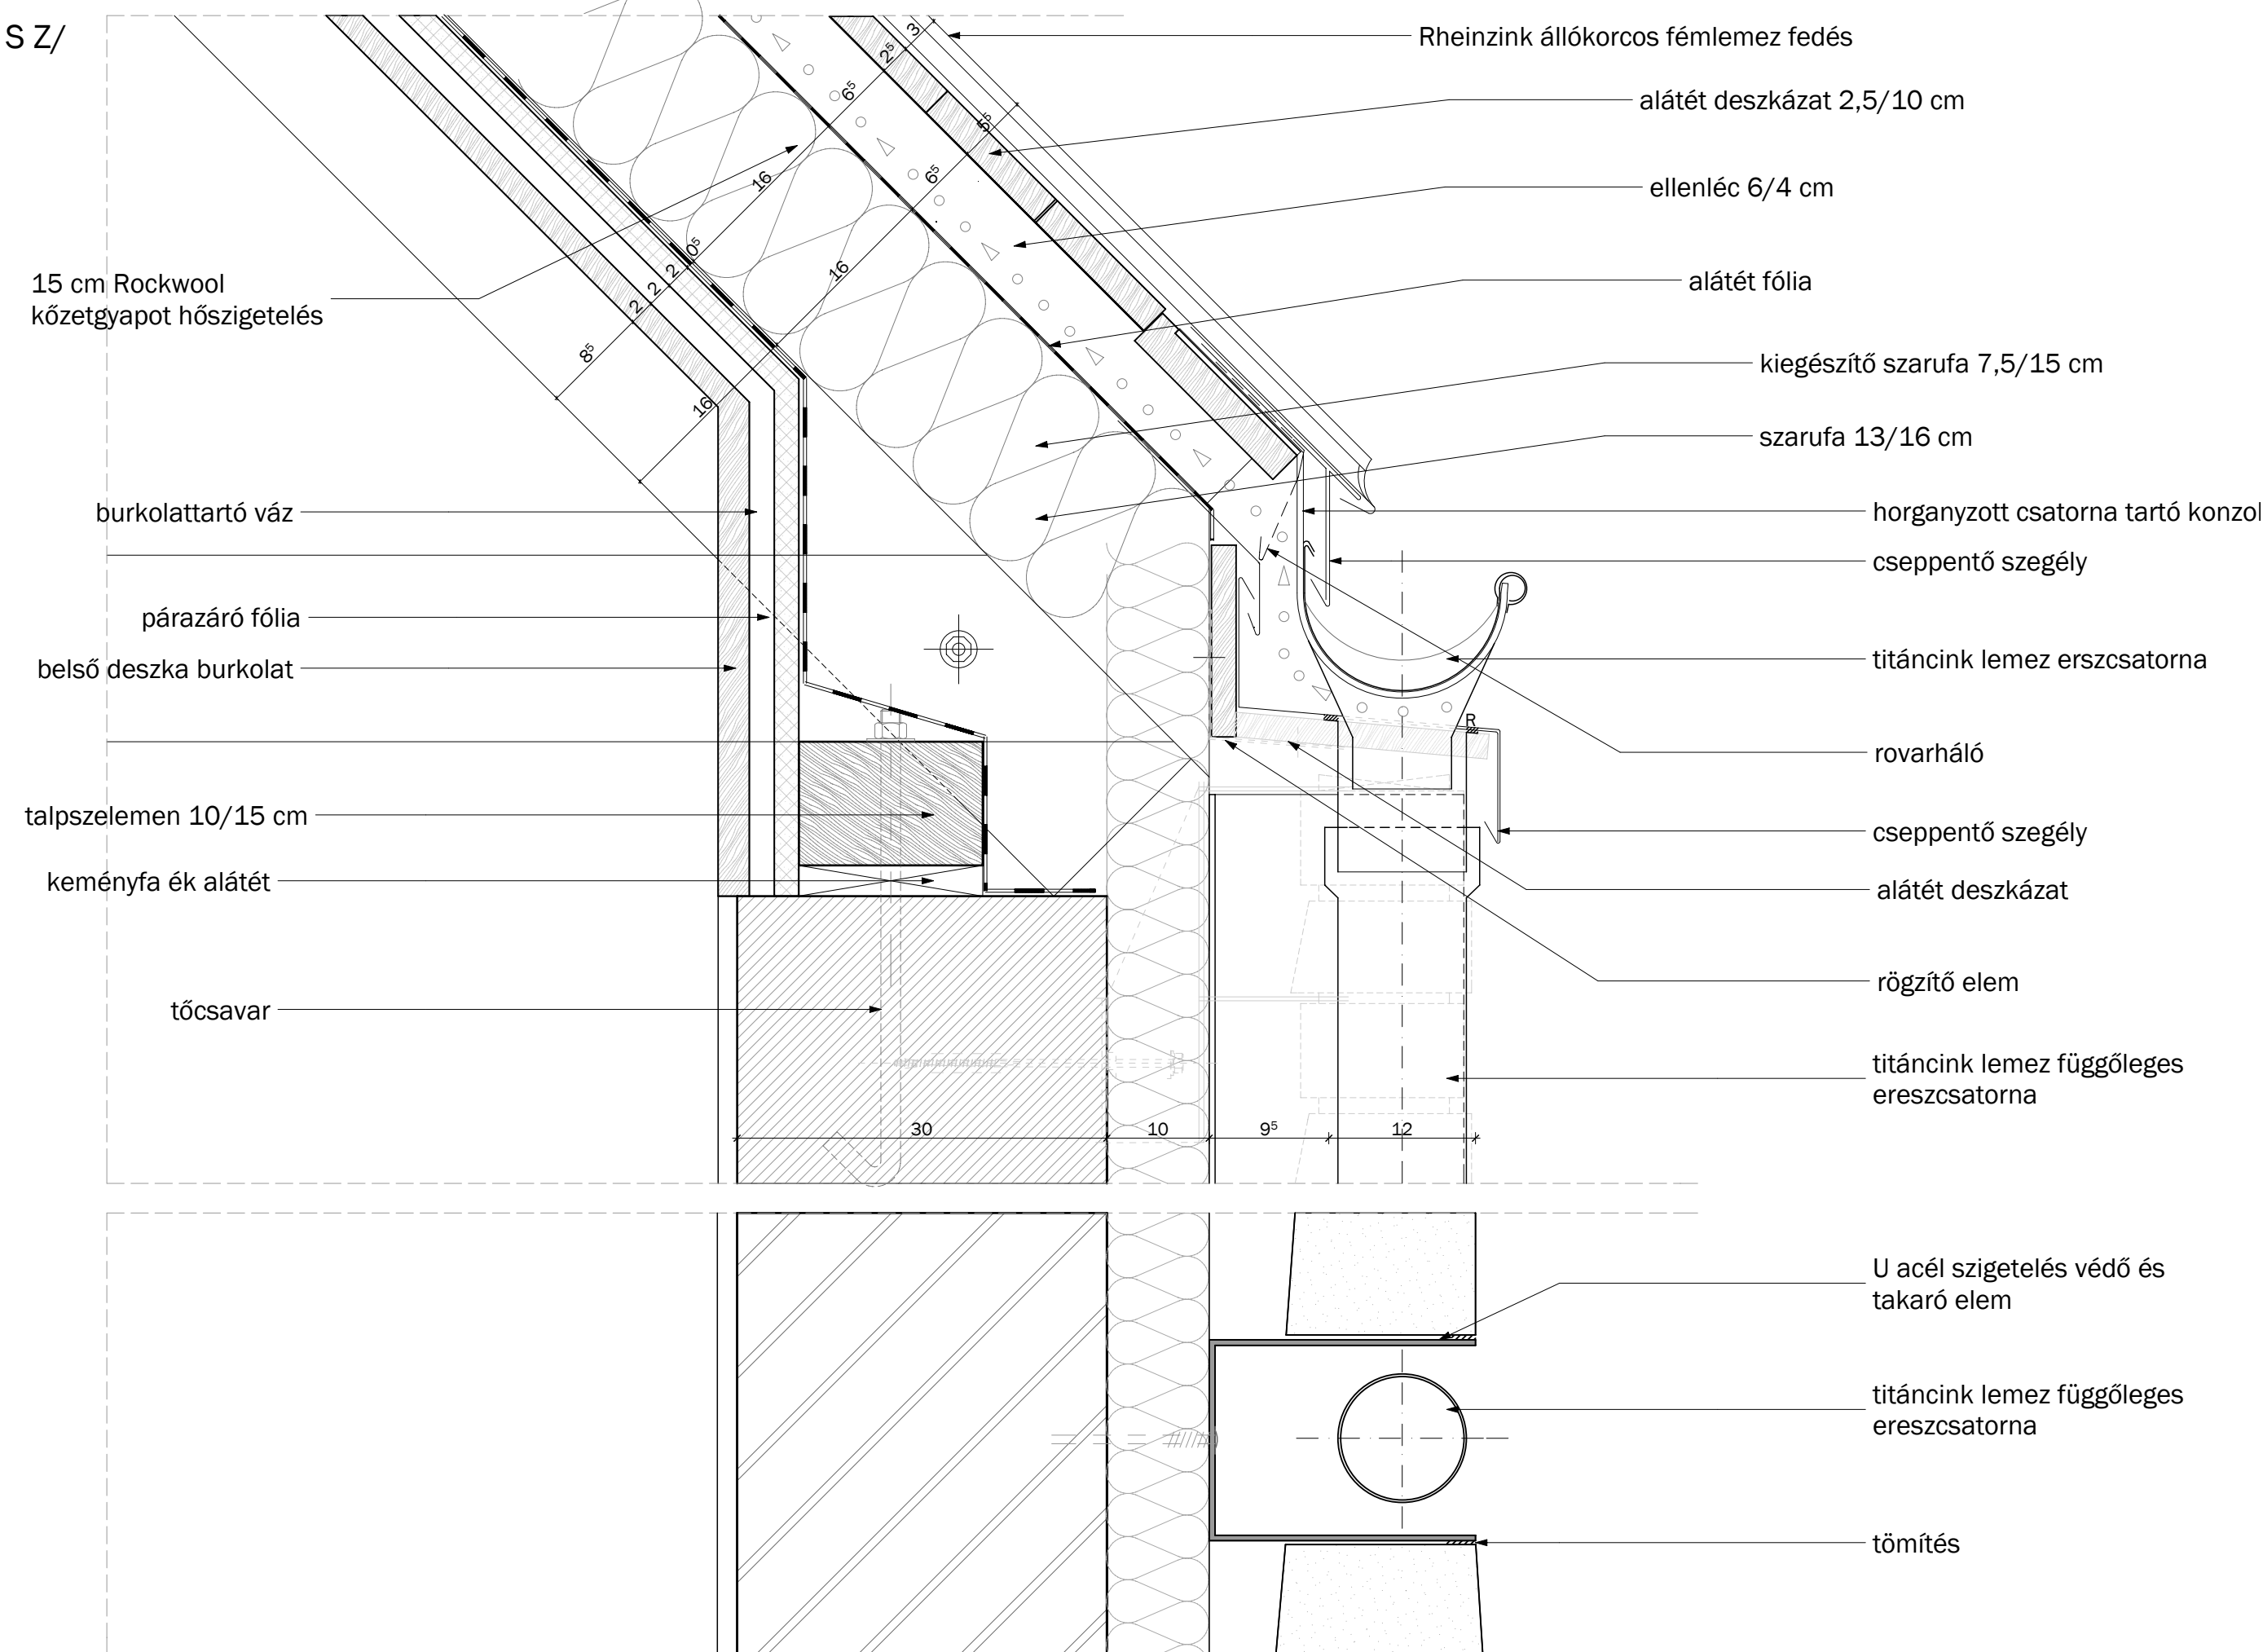 S Z/
Rheinzink állókorcos fémlemez fedés
alátét deszkázat 2,5/10 cm
ellenléc 6/4 cm
alátét fólia
kiegészítő szarufa 7,5/15 cm
szarufa 13/16 cm
horganyzott csatorna tartó konzol
cseppentő szegély
titáncink lemez erszcsatorna
rovarháló
cseppentő szegély
alátét deszkázat
rögzítő elem
titáncink lemez függőleges
ereszcsatorna
U acél szigetelés védő és
takaró elem
titáncink lemez függőleges
ereszcsatorna
tömítés
15 cm Rockwool
kőzetgyapot hőszigetelés
burkolattartó váz
párazáró fólia
belső deszka burkolat
talpszelemen 10/15 cm
keményfa ék alátét
tőcsavar
3
2⁵
6⁵
16
0⁵
2
2
2
8⁵
5⁵
6⁵
16
16
R
30
10
9⁵
12